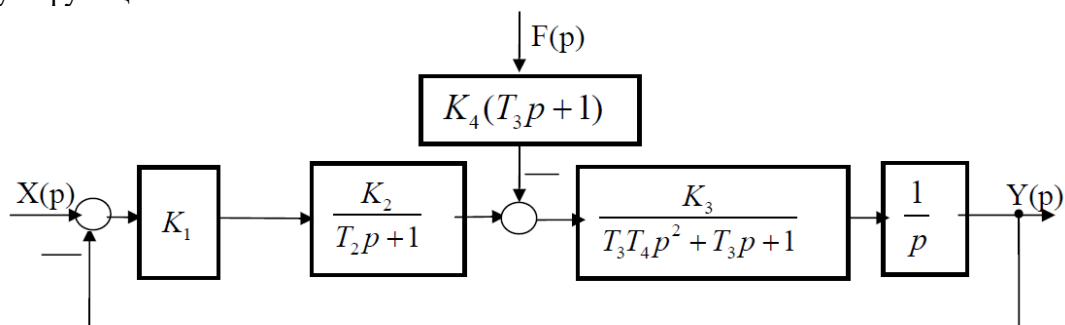 F(p)
K₄(T₃p+1)
—
X(p)
K₁
K₂/(T₂p+1)
K₃/(T₃T₄p²+T₃p+1)
1/p
Y(p)
—